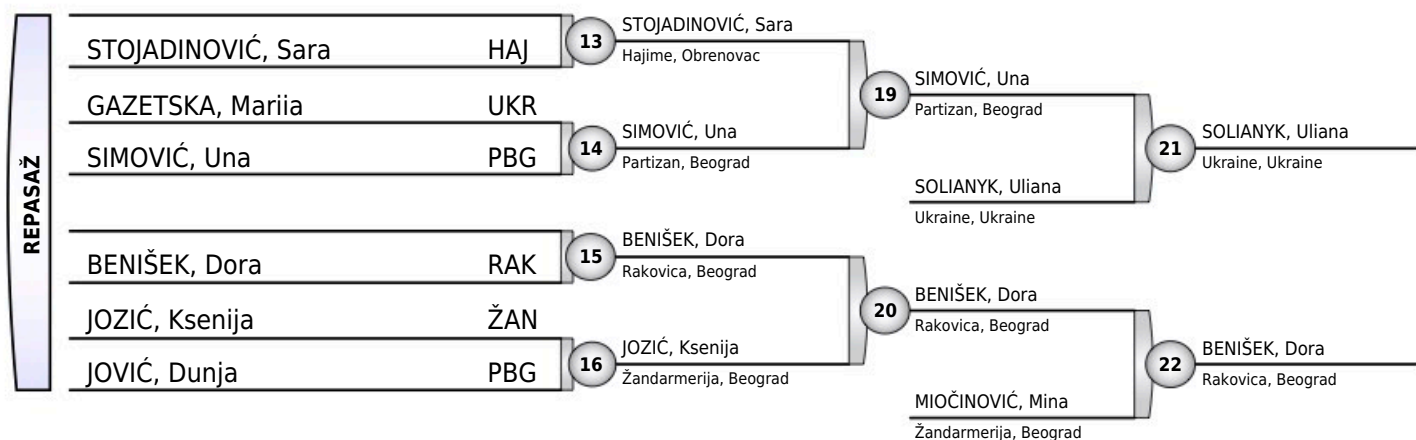 REPASAŽ
STOJADINOVIĆ, Sara HAJ
GAZETSKA, Mariia UKR
SIMOVIĆ, Una PBG
BENIŠEK, Dora RAK
JOZIĆ, Ksenija ŽAN
JOVIĆ, Dunja PBG
13
STOJADINOVIĆ, Sara
Hajime, Obrenovac
14
SIMOVIĆ, Una
Partizan, Beograd
15
BENIŠEK, Dora
Rakovica, Beograd
16
JOZIĆ, Ksenija
Žandarmerija, Beograd
19
SIMOVIĆ, Una
Partizan, Beograd
SOLIANYK, Uliana
Ukraine, Ukraine
20
BENIŠEK, Dora
Rakovica, Beograd
MIOČINOVIĆ, Mina
Žandarmerija, Beograd
21
SOLIANYK, Uliana
Ukraine, Ukraine
22
BENIŠEK, Dora
Rakovica, Beograd